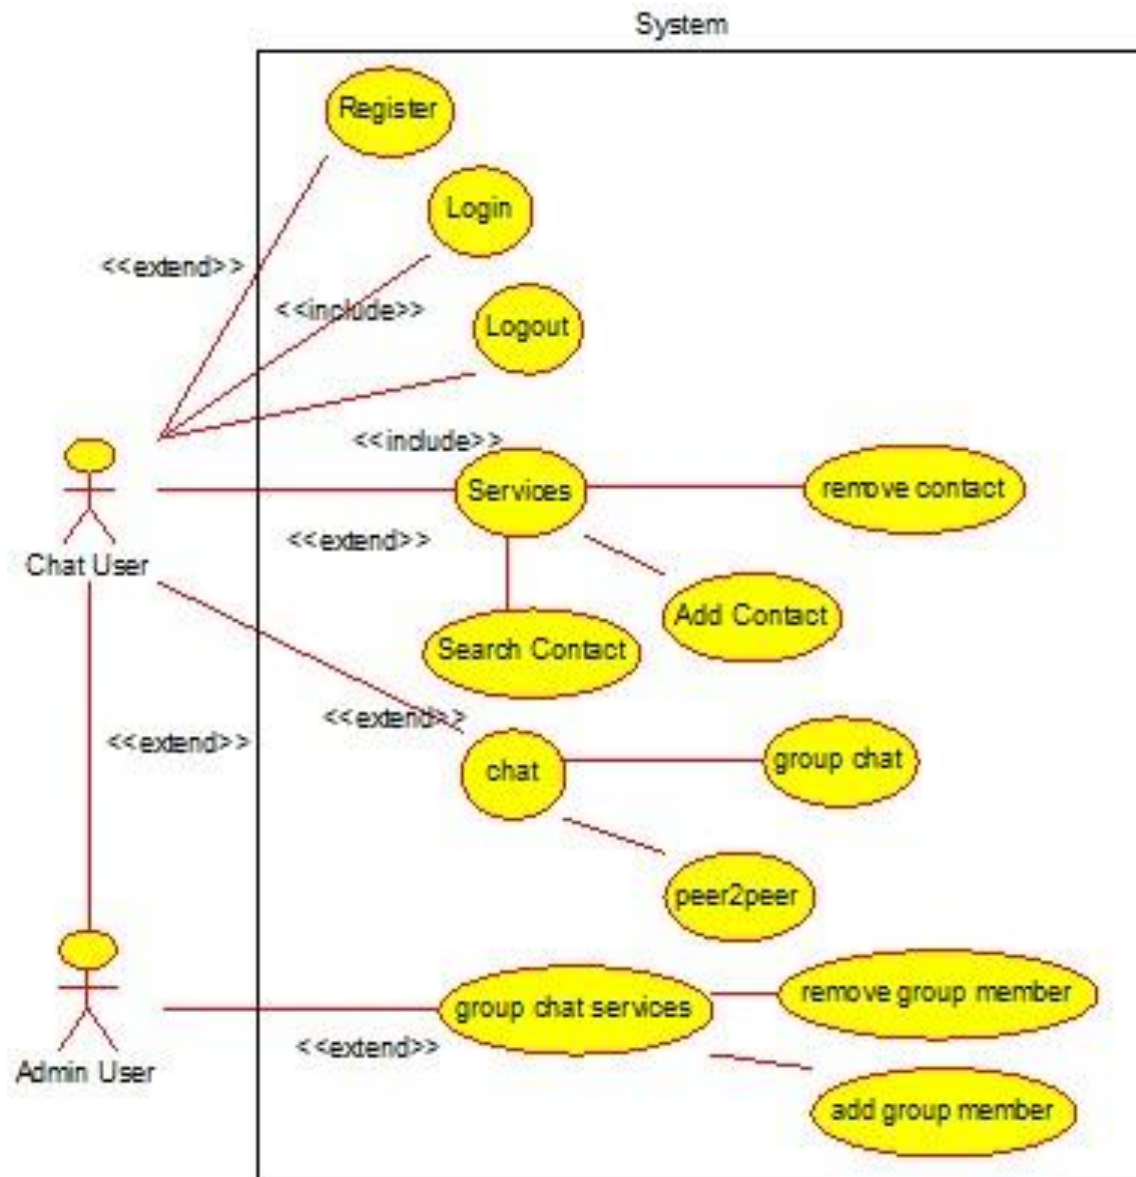 System
Register
Login
<<extend>>
<<include>>
Logout
<<include>>
Services
remove contact
<<extend>>
Chat User
Add Contact
Search Contact
<<extend>>
<<extend>>
chat
group chat
peer2peer
group chat services
remove group member
<<extend>>
Admin User
add group member